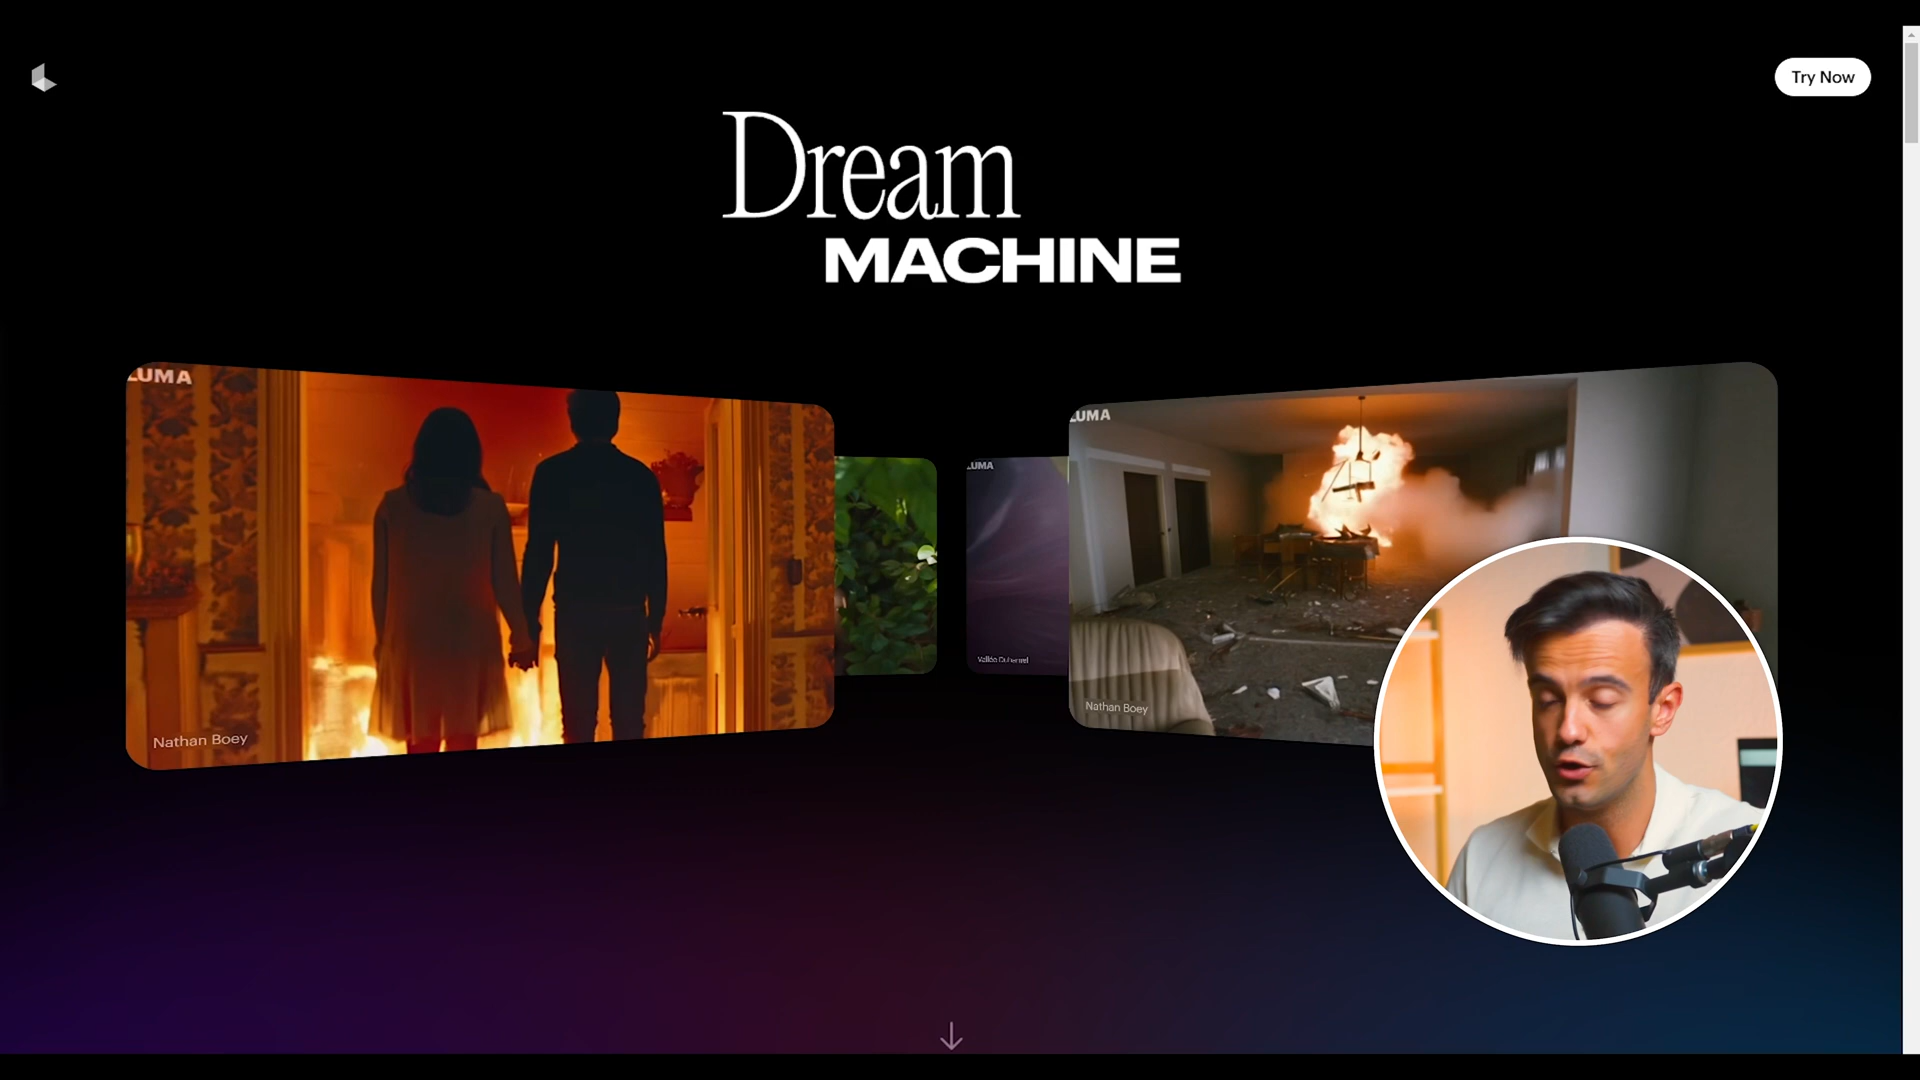 Try Now
Dream
MACHINE
LUMA
LUMA
LUMA
Nathan Boey
Nathan Boey